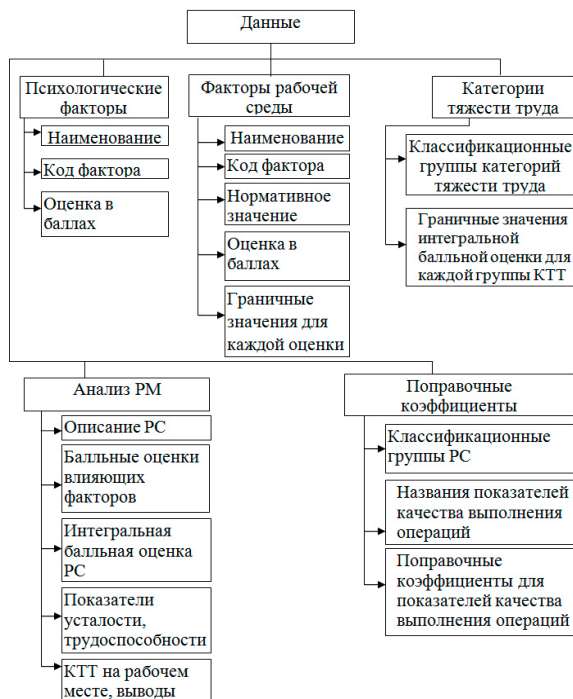 Данные
Психологические
факторы
Наименование
Код фактора
Оценка в
баллах
Факторы рабочей
среды
Наименование
Код фактора
Нормативное
значение
Оценка в
баллах
Граничные
значения для
каждой оценки
Категории
тяжести труда
Классификационные
группы категорий
тяжести труда
Граничные значения
интегральной
балльной оценки для
каждой группы КТТ
Анализ РМ
Описание РС
Балльные оценки
влияющих
факторов
Интегральная
балльная оценка
РС
Показатели
усталости,
трудоспособности
КТТ на рабочем
месте, выводы
Поправочные
коэффициенты
Классификационные
группы РС
Названия показателей
качества выполнения
операций
Поправочные
коэффициенты для
показателей качества
выполнения операций